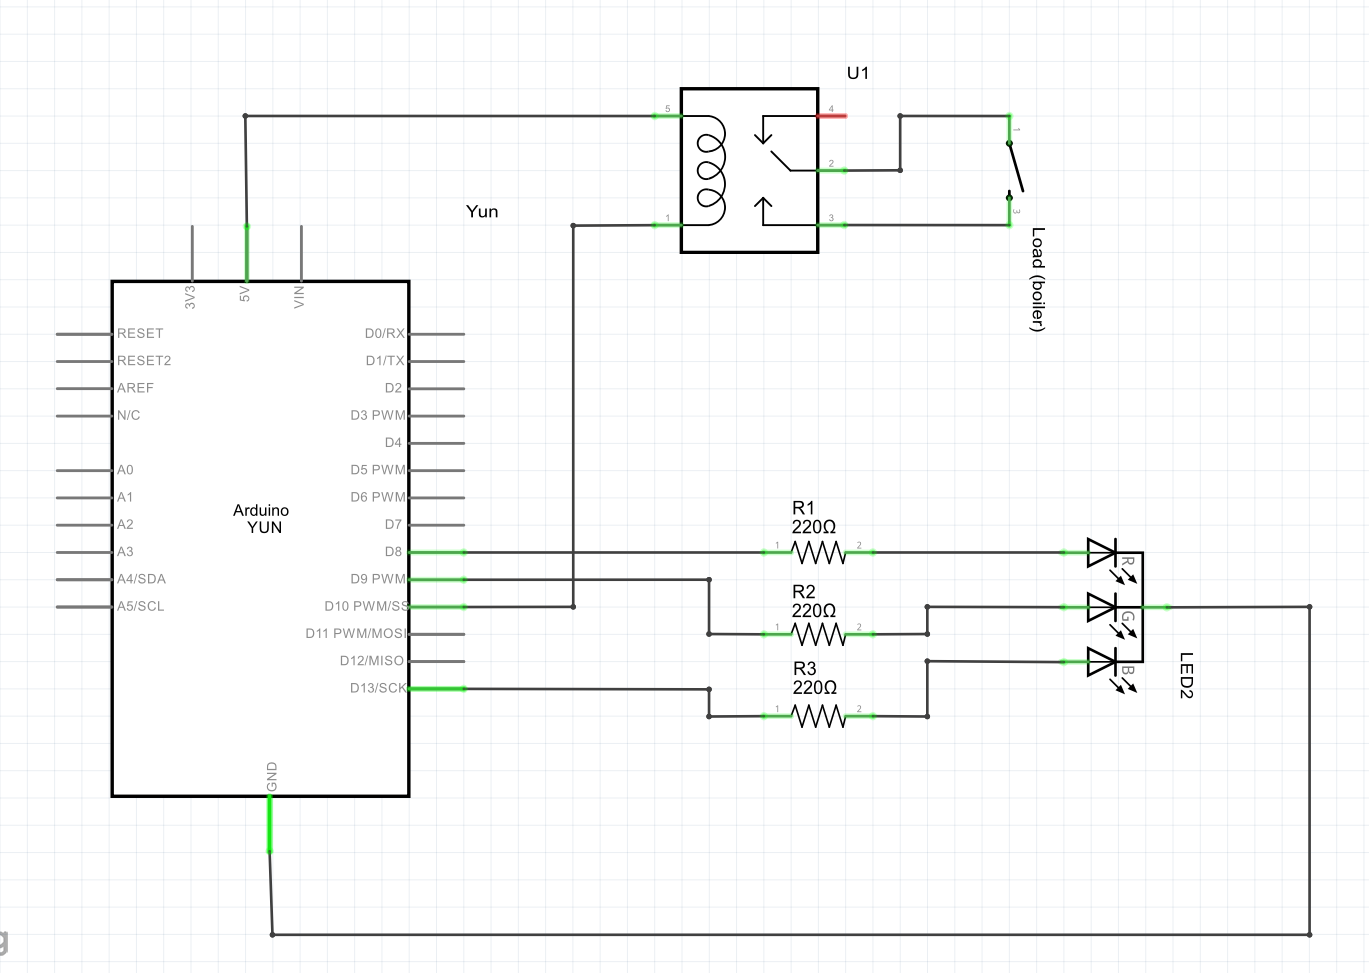 U1
5
4
1
2
Yun
1
3
3
Load (boiler)
3V3
5V
VIN
RESET
D0/RX
RESET2
D1/TX
AREF
D2
N/C
D3 PWM
D4
A0
D5 PWM
A1
D6 PWM
Arduino
YUN
A2
D7
A3
D8
A4/SDA
D9 PWM
A5/SCL
D10 PWM/SS
D11 PWM/MOSI
D12/MISO
D13/SCK
GND
R1
220Ω
1
2
R
R2
220Ω
1
2
G
R3
220Ω
1
2
B
LED2
g